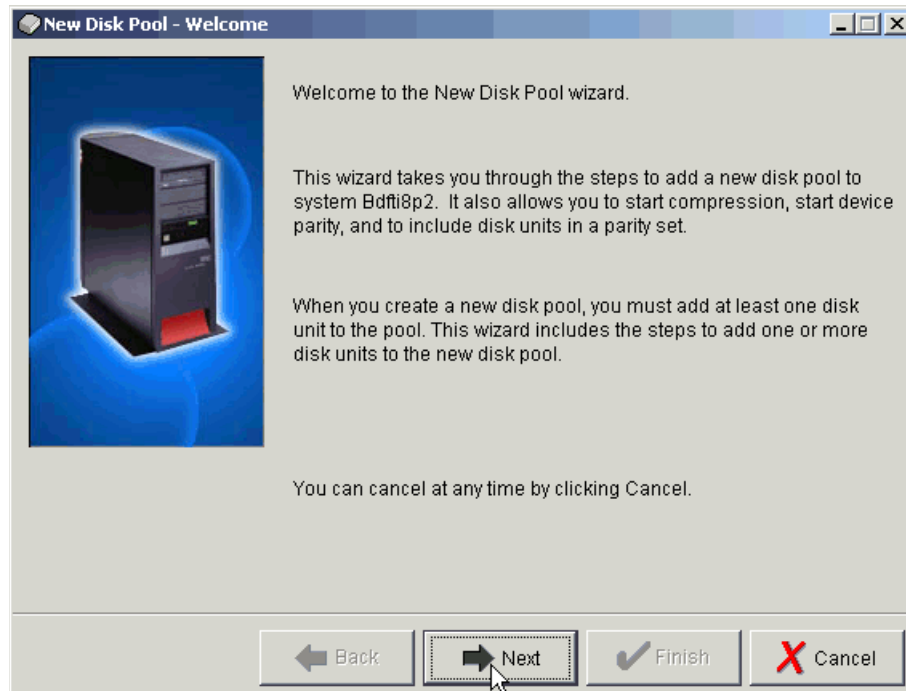 New Disk Pool - Welcome
Welcome to the New Disk Pool wizard.
This wizard takes you through the steps to add a new disk pool to
system Bdfti8p2. It also allows you to start compression, start device
parity, and to include disk units in a parity set.
When you create a new disk pool, you must add at least one disk
unit to the pool. This wizard includes the steps to add one or more
disk units to the new disk pool.
You can cancel at any time by clicking Cancel.
Back
Next
Finish
Cancel